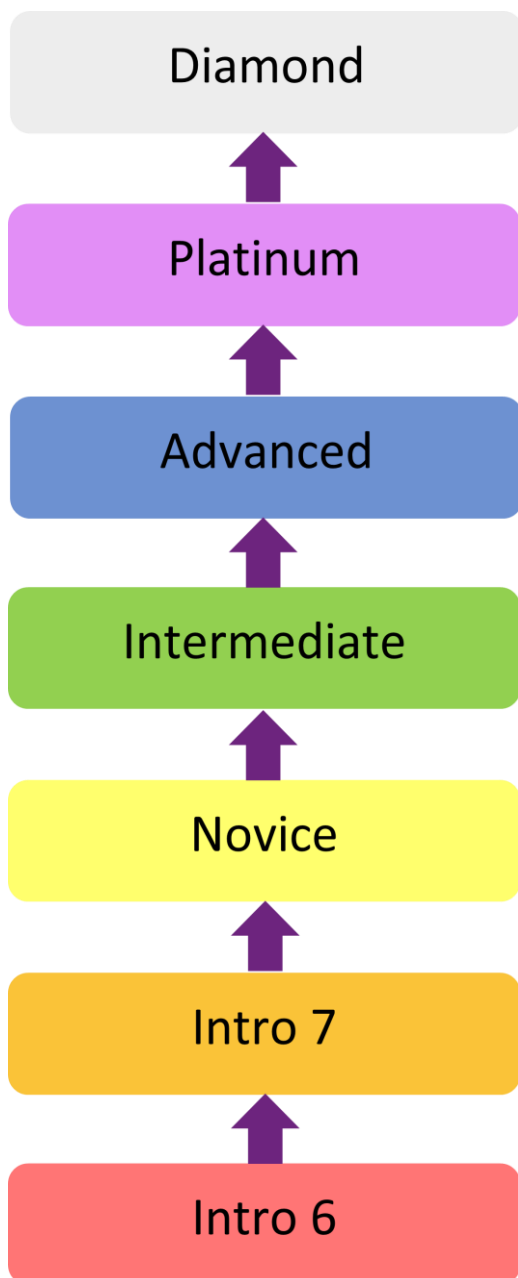 Diamond
Platinum
Advanced
Intermediate
Novice
Intro 7
Intro 6